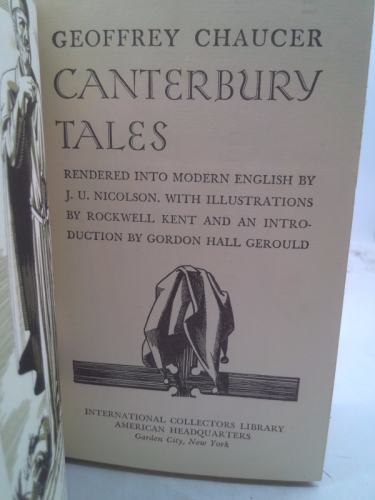 GEOFFREY CHAUCER
CANTERBURY
TALES
RENDERED INTO MODERN ENGLISH BY
J. U. NICOLSON. WITH ILLUSTRATIONS
BY ROCKWELL KENT AND AN INTRO-
DUCTION BY GORDON HALL GEROULD
INTERNATIONAL COLLECTORS LIBRARY
AMERICAN HEADQUARTERS
Garden City, New York